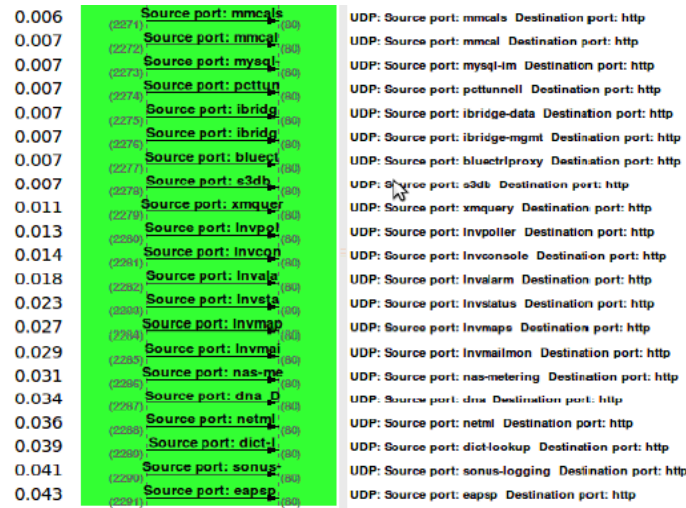 0.006 Source port: mmcals (2271) (80) UDP: Source port: mmcals Destination port: http
0.007 Source port: mmcal (2272) (80) UDP: Source port: mmcal Destination port: http
0.007 Source port: mysql- (2273) (80) UDP: Source port: mysql-im Destination port: http
0.007 Source port: pcttun (2274) (80) UDP: Source port: pcttunnell Destination port: http
0.007 Source port: ibridg (2275) (80) UDP: Source port: ibridge-data Destination port: http
0.007 Source port: ibridg (2276) (80) UDP: Source port: ibridge-mgmt Destination port: http
0.007 Source port: bluect (2277) (80) UDP: Source port: bluectrlproxy Destination port: http
0.007 Source port: s3db (2278) (80) UDP: Source port: s3db Destination port: http
0.011 Source port: xmquer (2279) (80) UDP: Source port: xmquery Destination port: http
0.013 Source port: lnvpol (2280) (80) UDP: Source port: lnvpoller Destination port: http
0.014 Source port: lnvcon (2281) (80) UDP: Source port: lnvconsole Destination port: http
0.018 Source port: lnvala (2282) (80) UDP: Source port: lnvalarm Destination port: http
0.023 Source port: lnvsta (2283) (80) UDP: Source port: lnvstatus Destination port: http
0.027 Source port: lnvmap (2284) (80) UDP: Source port: lnvmaps Destination port: http
0.029 Source port: lnvmai (2285) (80) UDP: Source port: lnvmailmon Destination port: http
0.031 Source port: nas-me (2286) (80) UDP: Source port: nas-metering Destination port: http
0.034 Source port: dna D (2287) (80) UDP: Source port: dna Destination port: http
0.036 Source port: netml (2288) (80) UDP: Source port: netml Destination port: http
0.039 Source port: dict-l (2289) (80) UDP: Source port: dict-lookup Destination port: http
0.041 Source port: sonus- (2290) (80) UDP: Source port: sonus-logging Destination port: http
0.043 Source port: eapsp (2291) (80) UDP: Source port: eapsp Destination port: http